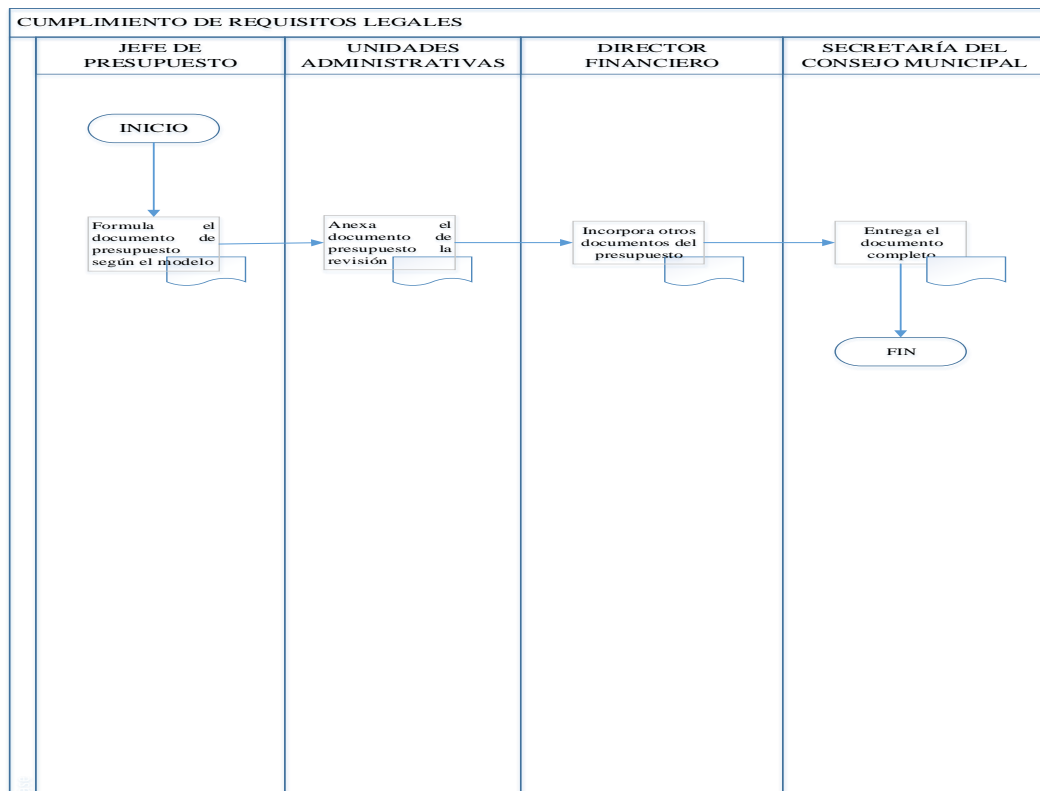 CUMPLIMIENTO DE REQUISITOS LEGALES
JEFE DE
PRESUPUESTO
UNIDADES
ADMINISTRATIVAS
DIRECTOR
FINANCIERO
SECRETARÍA DEL
CONSEJO MUNICIPAL
INICIO
Formula el
documento de
presupuesto
según el modelo
Anexa el
documento de
presupuesto la
revisión
Incorpora otros
documentos del
presupuesto
Entrega el
documento
completo
FIN